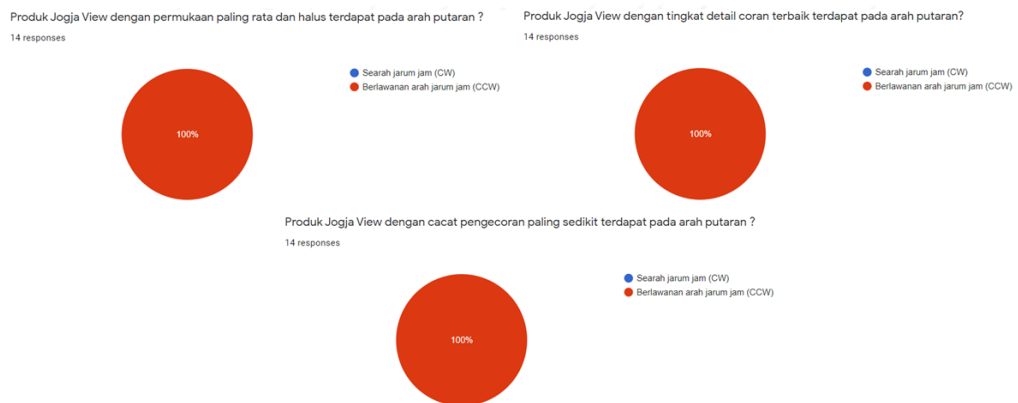 Produk Jogja View dengan permukaan paling rata dan halus terdapat pada arah putaran ?
14 responses
Searah jarum jam (CW)
Berlawanan arah jarum jam (CCW)
100%
Produk Jogja View dengan tingkat detail coran terbaik terdapat pada arah putaran?
14 responses
Searah jarum jam (CW)
Berlawanan arah jarum jam (CCW)
100%
Produk Jogja View dengan cacat pengecoran paling sedikit terdapat pada arah putaran ?
14 responses
Searah jarum jam (CW)
Berlawanan arah jarum jam (CCW)
100%